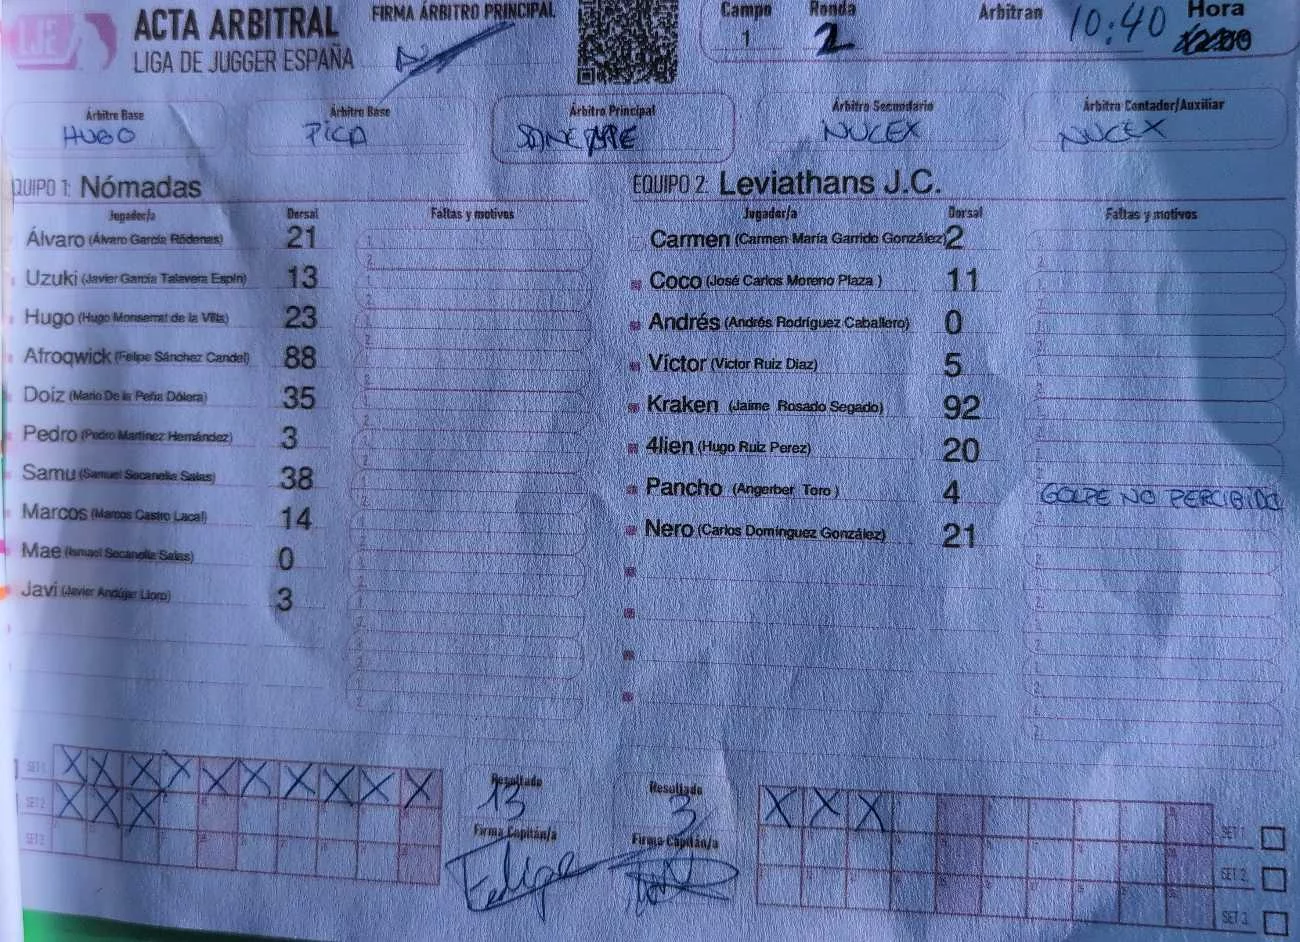 LJE
ACTA ARBITRAL
LIGA DE JUGGER ESPAÑA
FIRMA ÁRBITRO PRINCIPAL
Campo
1
Ronda
2
Arbitran
10:40
Hora
Árbitro Base
HUGO
Árbitro Base
PICA
Árbitro Principal
Árbitro Secundario
NUCEX
Árbitro Contador/Auxiliar
NUCEX
QUIPO 1: Nómadas
Jugador/a Dorsal Faltas y motivos
Álvaro (Álvaro García Ródenas) 21
Uzuki (Javier García Talavera Espín) 13
Hugo (Hugo Monserrat de la Villa) 23
Afroqwick (Felipe Sánchez Candel) 88
Doiz (Mario De la Peña Dólera) 35
Pedro (Pedro Martínez Hernández) 3
Samu (Samuel Secanella Salas) 38
Marcos (Marcos Castro Lacal) 14
Mae (Ismael Secanella Salas) 0
Javi (Javier Andújar Lloro) 3
EQUIPO 2: Leviathans J.C.
Jugador/a Dorsal Faltas y motivos
Carmen (Carmen María Garrido González) 2
Coco (José Carlos Moreno Plaza ) 11
Andrés (Andrés Rodríguez Caballero) 0
Víctor (Victor Ruiz Diaz) 5
Kraken (Jaime Rosado Segado) 92
4lien (Hugo Ruiz Perez) 20
Pancho (Angerber Toro ) 4 GOLPE NO PERCIBIDO
Nero (Carlos Domínguez González) 21
SET 1 X X X X X X X X X X
SET 2 X X X
SET 3
Resultado
13
Firma Capitán/a
Felipe
Resultado
3
Firma Capitán/a
X X X SET 1
SET 2
SET 3